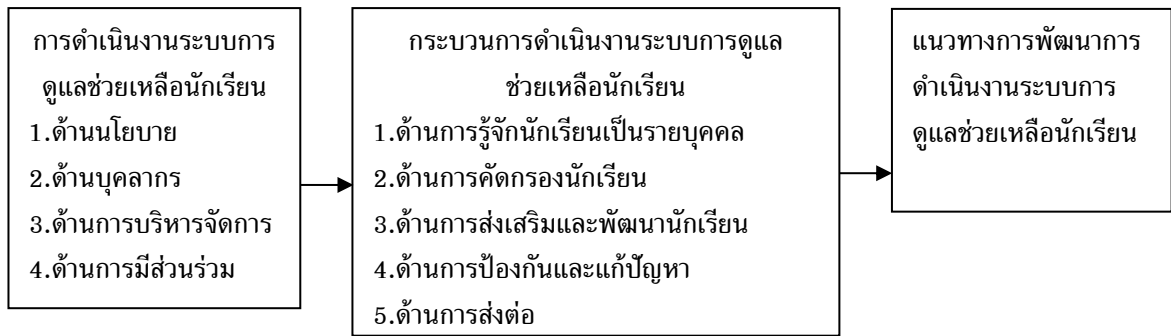 การดำเนินงานระบบการ
ดูแลช่วยเหลือนักเรียน
1.ด้านนโยบาย
2.ด้านบุคลากร
3.ด้านการบริหารจัดการ
4.ด้านการมีส่วนร่วม
กระบวนการดำเนินงานระบบการดูแล
ช่วยเหลือนักเรียน
1.ด้านการรู้จักนักเรียนเป็นรายบุคคล
2.ด้านการคัดกรองนักเรียน
3.ด้านการส่งเสริมและพัฒนานักเรียน
4.ด้านการป้องกันและแก้ปัญหา
5.ด้านการส่งต่อ
แนวทางการพัฒนาการ
ดำเนินงานระบบการ
ดูแลช่วยเหลือนักเรียน